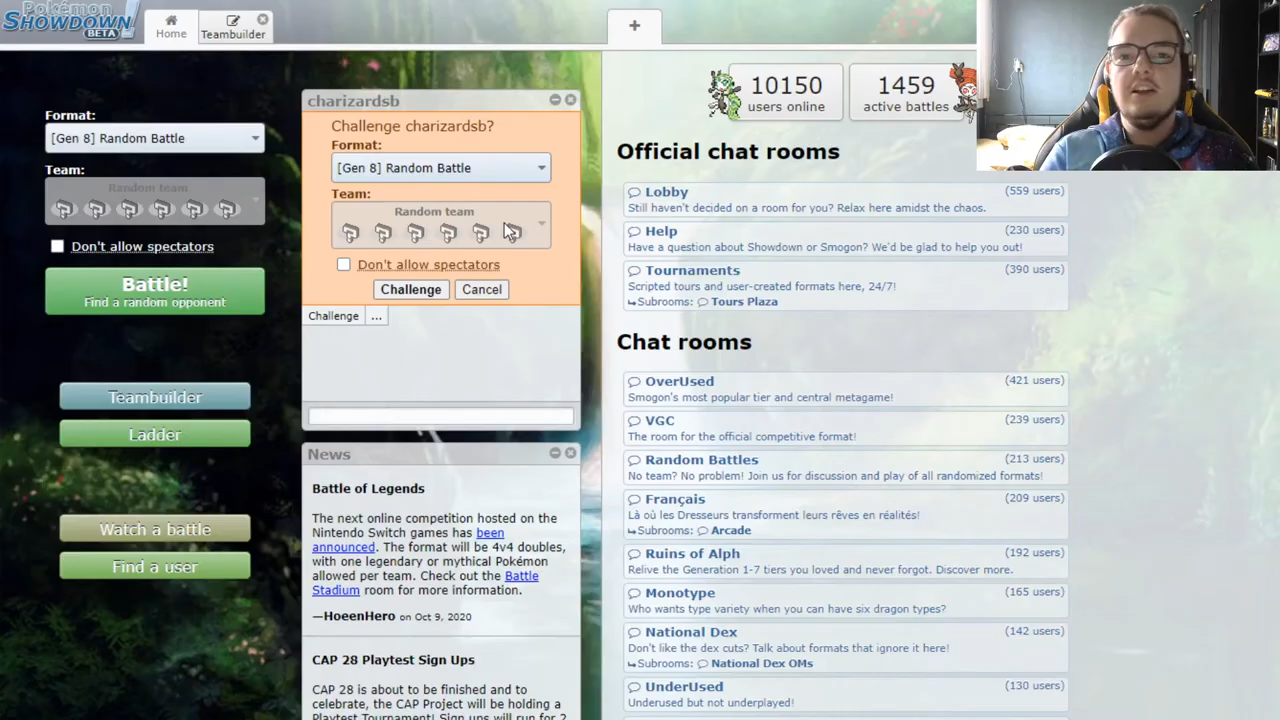 Pokémon
SHOWDOWN!
BETA
Home
Teambuilder
+
Format:
[Gen 8] Random Battle
Team:
Random team
Don't allow spectators
Battle!
Find a random opponent
Teambuilder
Ladder
Watch a battle
Find a user
charizardsb
Challenge charizardsb?
Format:
[Gen 8] Random Battle
Team:
Random team
Don't allow spectators
Challenge
Cancel
Challenge
...
News
Battle of Legends
The next online competition hosted on the
Nintendo Switch games has been
announced. The format will be 4v4 doubles,
with one legendary or mythical Pokémon
allowed per team. Check out the Battle
Stadium room for more information.
—HoeenHero on Oct 9, 2020
CAP 28 Playtest Sign Ups
CAP 28 is about to be finished and to
celebrate, the CAP Project will be holding a
Playtest Tournament! Sign ups will run for 2
10150
users online
1459
active battles
Official chat rooms
Lobby (559 users)
Still haven't decided on a room for you? Relax here amidst the chaos.
Help (230 users)
Have a question about Showdown or Smogon? We'd be glad to help you out!
Tournaments (390 users)
Scripted tours and user-created formats here, 24/7!
↳Subrooms: Tours Plaza
Chat rooms
OverUsed (421 users)
Smogon's most popular tier and central metagame!
VGC (239 users)
The room for the official competitive format!
Random Battles (213 users)
No team? No problem! Join us for discussion and play of all randomized formats!
Français (209 users)
Là où les Dresseurs transforment leurs rêves en réalités!
↳Subrooms: Arcade
Ruins of Alph (192 users)
Relive the Generation 1-7 tiers you loved and never forgot. Discover more.
Monotype (165 users)
Who wants type variety when you can have six dragon types?
National Dex (142 users)
Don't like the dex cuts? Talk about formats that ignore it here!
↳Subrooms: National Dex OMs
UnderUsed (130 users)
Underused but not underplayed!